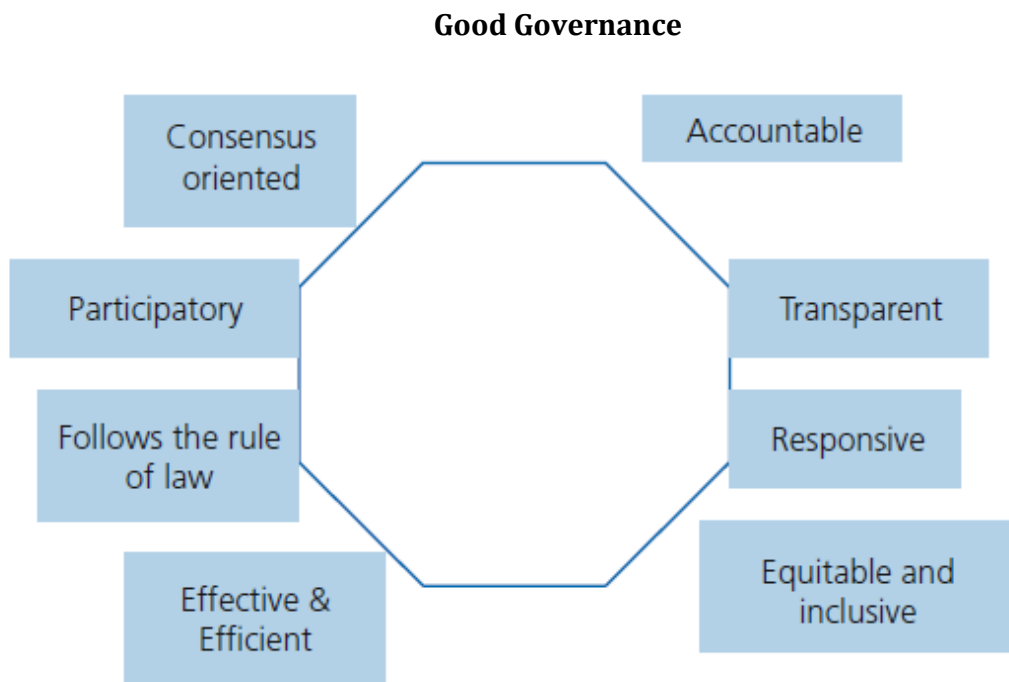 Good Governance
Consensus
oriented
Accountable
Participatory
Transparent
Follows the rule
of law
Responsive
Effective &
Efficient
Equitable and
inclusive